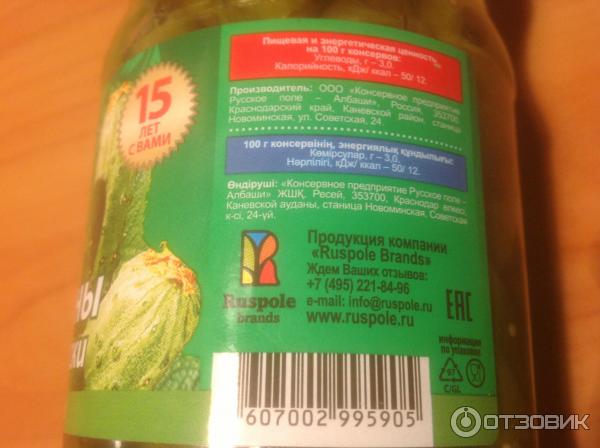 15
ЛЕТ
С ВАМИ
Пищевая и энергетическая ценность
на 100 г консервов:
Углеводы, г – 3,0.
Калорийность, кДж/ ккал – 50/ 12.
Производитель: ООО «Консервное предприятие
Русское поле – Албаши», Россия, 353700,
Краснодарский край, Каневской район, станица
Новоминская, ул. Советская, 24
100 г консервінің, энергиялық құндылығы:
Көмірсулар, г – 3,0.
Нәрлілігі, кДж/ ккал – 50/ 12.
Өндіруші: «Консервное предприятие Русское поле –
Албаши» ЖШҚ, Ресей, 353700, Краснодар өлкесі,
Каневской ауданы, станица Новоминская, Советская
к-сі, 24-үй.
Продукция компании
«Ruspole Brands»
Ждем Ваших отзывов:
+7 (495) 221-84-96
e-mail: info@ruspole.ru
www.ruspole.ru
Ruspole
brands
EAC
информация
по упаковке
97
C/GL
607002 995905
ОТЗОВИК